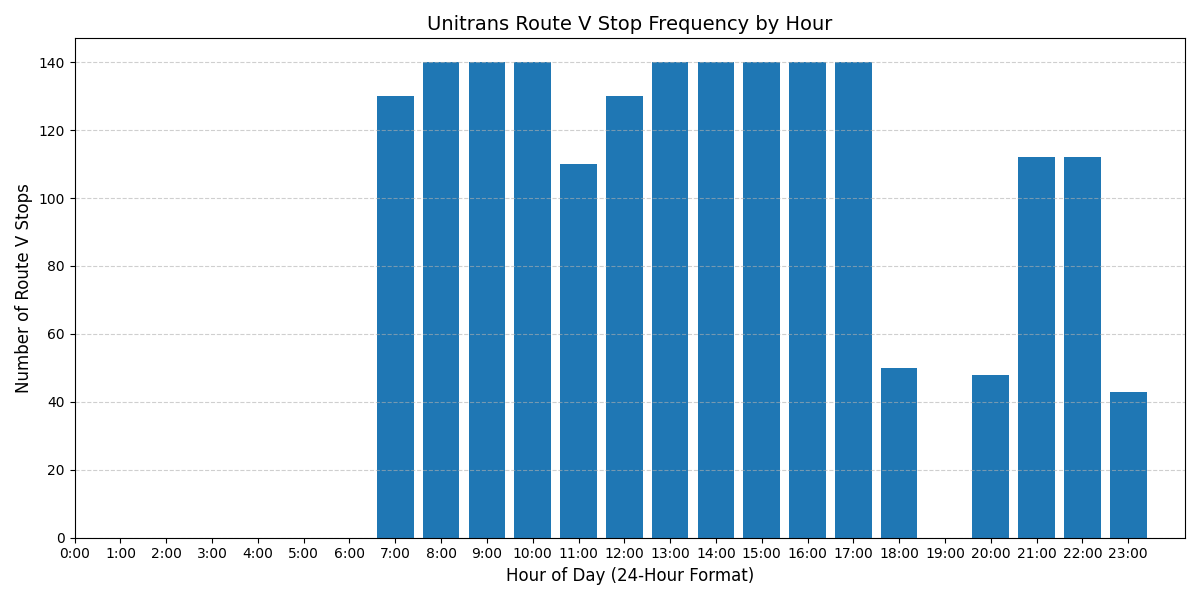 Unitrans Route V Stop Frequency by Hour
Number of Route V Stops
140
120
100
80
60
40
20
0
0:00 1:00 2:00 3:00 4:00 5:00 6:00 7:00 8:00 9:00 10:00 11:00 12:00 13:00 14:00 15:00 16:00 17:00 18:00 19:00 20:00 21:00 22:00 23:00
Hour of Day (24-Hour Format)